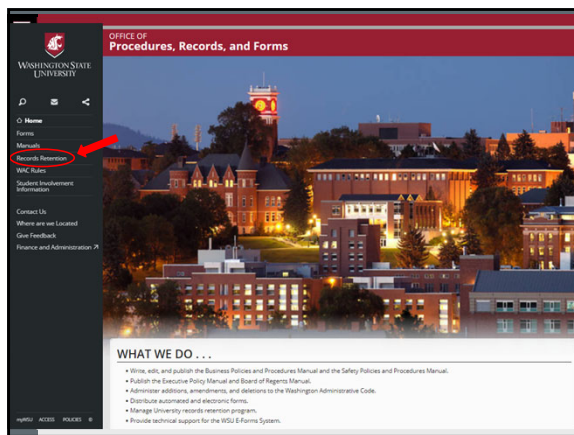 WASHINGTON STATE
UNIVERSITY
Home
Forms
Manuals
Records Retention
WAC Rules
Student Involvement
Information
Contact Us
Where are we Located
Give Feedback
Finance and Administration
myWSU ACCESS POLICIES ©
OFFICE OF
Procedures, Records, and Forms
WHAT WE DO . . .
• Write, edit, and publish the Business Policies and Procedures Manual and the Safety Policies and Procedures Manual.
• Publish the Executive Policy Manual and Board of Regents Manual.
• Administer additions, amendments, and deletions to the Washington Administrative Code.
• Distribute automated and electronic forms.
• Manage University records retention program.
• Provide technical support for the WSU E-Forms System.